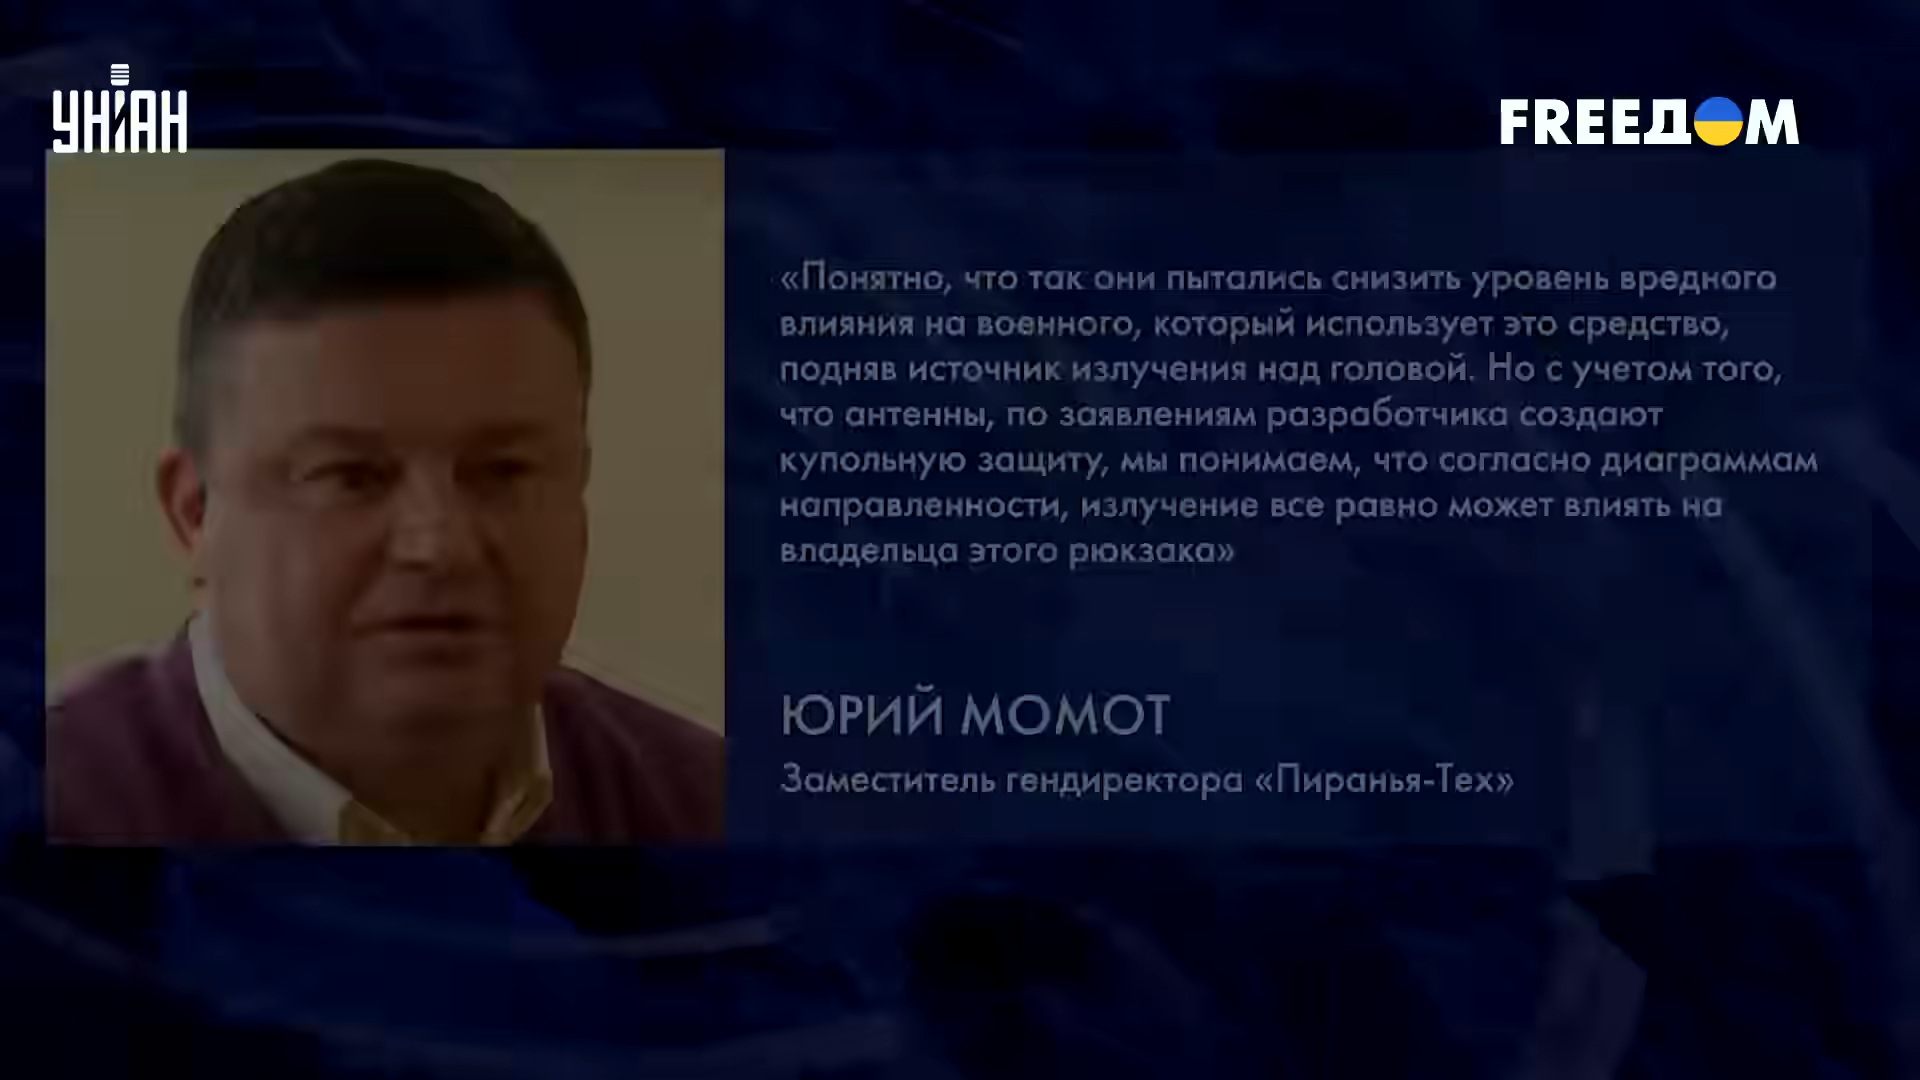 УНІАН
FREEДOM
«Понятно, что так они пытались снизить уровень вредного
влияния на военного, который использует это средство,
подняв источник излучения над головой. Но с учетом того,
что антенны, по заявлениям разработчика создают
купольную защиту, мы понимаем, что согласно диаграммам
направленности, излучение все равно может влиять на
владельца этого рюкзака»
ЮРИЙ МОМОТ
Заместитель гендиректора «Пиранья-Тех»